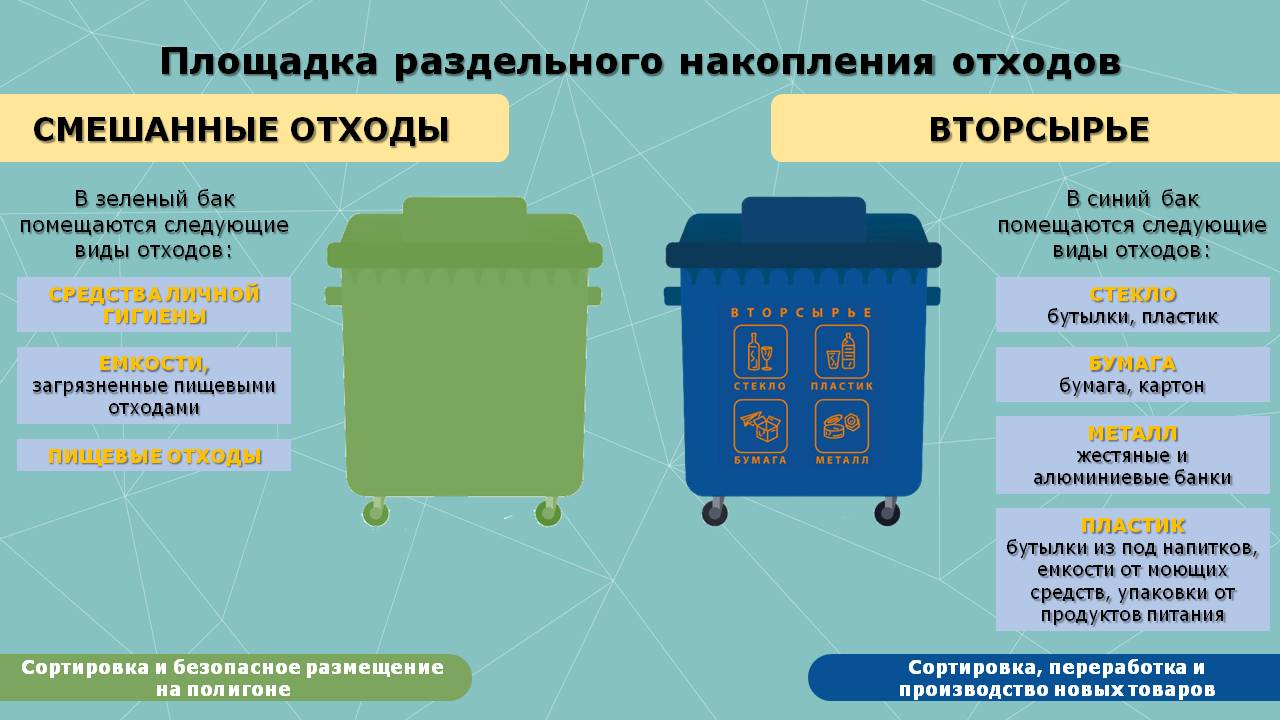 Площадка раздельного накопления отходов
СМЕШАННЫЕ ОТХОДЫ
В зеленый бак
помещаются следующие
виды отходов:
СРЕДСТВА ЛИЧНОЙ
ГИГИЕНЫ
ЕМКОСТИ,
загрязненные пищевыми
отходами
ПИЩЕВЫЕ ОТХОДЫ
Сортировка и безопасное размещение
на полигоне
ВТОРСЫРЬЕ
СТЕКЛО
ПЛАСТИК
БУМАГА
МЕТАЛЛ
ВТОРСЫРЬЕ
В синий бак
помещаются следующие
виды отходов:
СТЕКЛО
бутылки, пластик
БУМАГА
бумага, картон
МЕТАЛЛ
жестяные и
алюминиевые банки
ПЛАСТИК
бутылки из под напитков,
емкости от моющих
средств, упаковки от
продуктов питания
Сортировка, переработка и
производство новых товаров